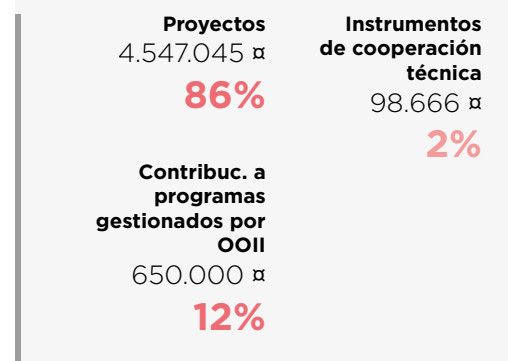 Proyectos
4.547.045 ¤
86%
Instrumentos
de cooperación
técnica
98.666 ¤
2%
Contribuc. a
programas
gestionados por
OOII
650.000 ¤
12%